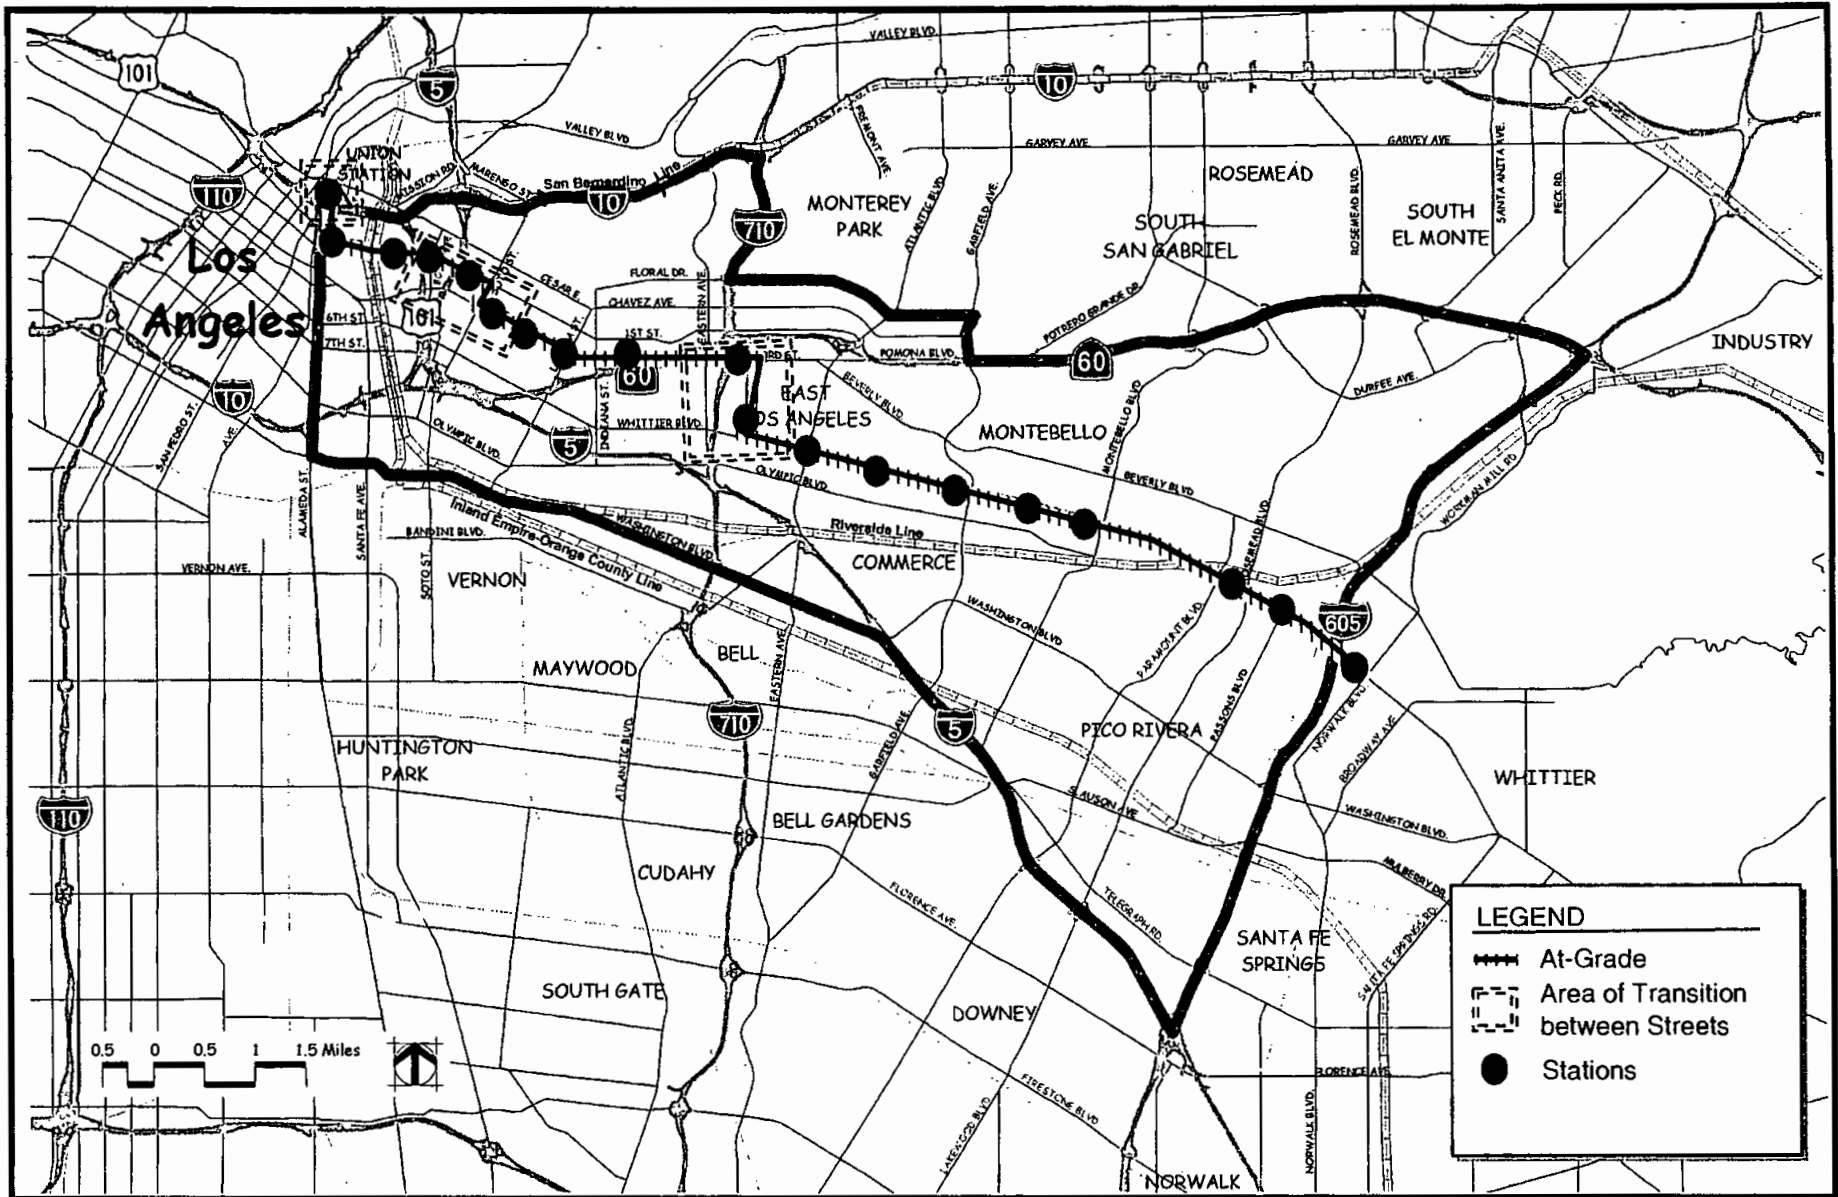 VALLEY BLVD.
101
5
10
VALLEY BLVD
FREMONT AVE.
GARVEY AVE.
GARVEY AVE.
SANTA ANITA AVE.
PECK RD.
UNION
STATION
MISSION RD.
MARENGO ST.
San Bernardino Line
10
110
710
MONTEREY
PARK
ATLANTIC BLVD
GARFIELD AVE.
ROSEMEAD
SOUTH
SAN GABRIEL
ROSEMEAD BLVD.
SOUTH
EL MONTE
Los
Angeles
CESAR E.
CHAVEZ AVE.
FLORAL DR.
EASTERN AVE.
POTRERO GRANDE DR.
6TH ST.
7TH ST.
101
1ST ST.
3RD ST.
POMONA BLVD.
60
60
INDUSTRY
DURFEE AVE.
10
SAN PEDRO ST.
AVE.
OLYMPIC BLVD.
5
INDIANA ST.
WHITTIER BLVD
EAST
LOS ANGELES
BEVERLY BLVD.
MONTEBELLO
MONTEBELLO BLVD
BEVERLY BLVD
WORKMAN MILL RD
OLYMPIC BLVD.
ALAMEDA ST.
SANTA FE AVE.
BANDINI BLVD.
SOTO ST.
Inland Empire-Orange County Line
WASHINGTON BLVD.
Riverside Line
COMMERCE
ROSEMEAD BLVD.
VERNON AVE.
VERNON
WASHINGTON BLVD
PARAMOUNT BLVD.
605
MAYWOOD
BELL
EASTERN AVE.
PASSONS BLVD
NORWALK BLVD.
BROADWAY AVE.
710
5
PICO RIVERA
HUNTINGTON
PARK
ATLANTIC BLVD.
GARFIELD AVE.
WHITTIER
110
BELL GARDENS
SLAUSON AVE
WASHINGTON BLVD.
CUDAHY
MULBERRY DR.
FLORENCE AVE.
TELEGRAPH RD.
SANTA FE SPRINGS RD.
SANTA FE
SPRINGS
SOUTH GATE
DOWNEY
FLORENCE AVE.
FIRESTONE BLVD
LAKEWOOD BLVD.
NORWALK BLVD.
NORWALK
0.5 0 0.5 1 1.5 Miles
LEGEND
At-Grade
Area of Transition
between Streets
Stations